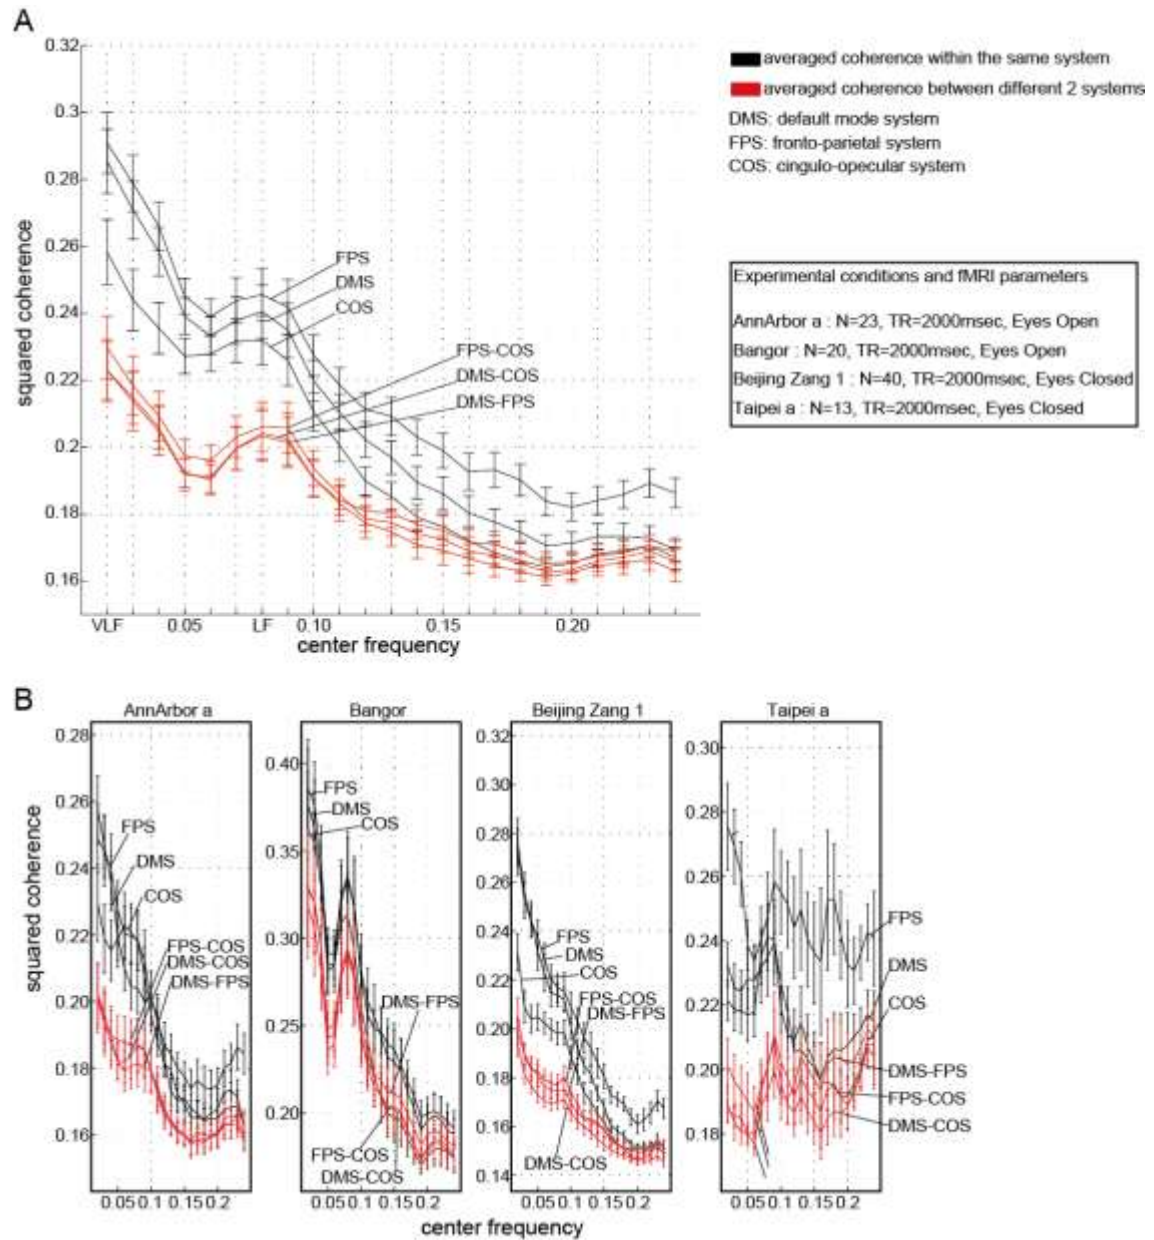 A
0.32
0.3
0.28
0.26
0.24
0.22
0.2
0.18
0.16
squared coherence
FPS
DMS
COS
FPS-COS
DMS-COS
DMS-FPS
VLF 0.05 LF 0.10 0.15 0.20
center frequency
averaged coherence within the same system
averaged coherence between different 2 systems
DMS: default mode system
FPS: fronto-parietal system
COS: cingulo-opecular system
Experimental conditions and fMRI parameters
AnnArbor a : N=23, TR=2000msec, Eyes Open
Bangor : N=20, TR=2000msec, Eyes Open
Beijing Zang 1 : N=40, TR=2000msec, Eyes Closed
Taipei a : N=13, TR=2000msec, Eyes Closed
B
squared coherence
AnnArbor a
0.28
0.26
0.24
0.22
0.20
0.18
0.16
FPS
DMS
COS
FPS-COS
DMS-COS
DMS-FPS
0.05 0.1 0.15 0.2
Bangor
0.40
0.35
0.30
0.25
0.20
FPS
DMS
COS
DMS-FPS
FPS-COS
DMS-COS
0.05 0.1 0.15 0.2
Beijing Zang 1
0.32
0.30
0.28
0.26
0.24
0.22
0.20
0.18
0.16
0.14
FPS
DMS
COS
FPS-COS
DMS-FPS
DMS-COS
0.05 0.1 0.15 0.2
Taipei a
0.30
0.28
0.26
0.24
0.22
0.20
0.18
FPS
DMS
COS
DMS-FPS
FPS-COS
DMS-COS
0.05 0.1 0.15 0.2
center frequency